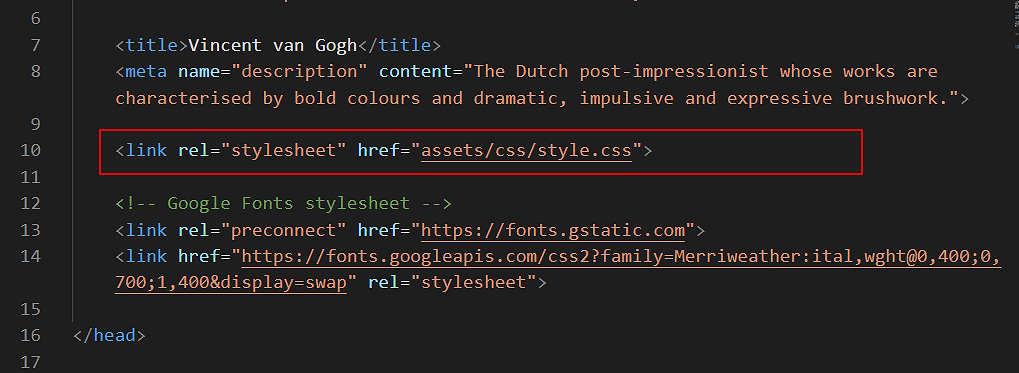 6
7 <title>Vincent van Gogh</title>
8 <meta name="description" content="The Dutch post-impressionist whose works are
characterised by bold colours and dramatic, impulsive and expressive brushwork.">
9
10 <link rel="stylesheet" href="assets/css/style.css">
11
12 <!-- Google Fonts stylesheet -->
13 <link rel="preconnect" href="https://fonts.gstatic.com">
14 <link href="https://fonts.googleapis.com/css2?family=Merriweather:ital,wght@0,400;0,
700;1,400&display=swap" rel="stylesheet">
15
16 </head>
17